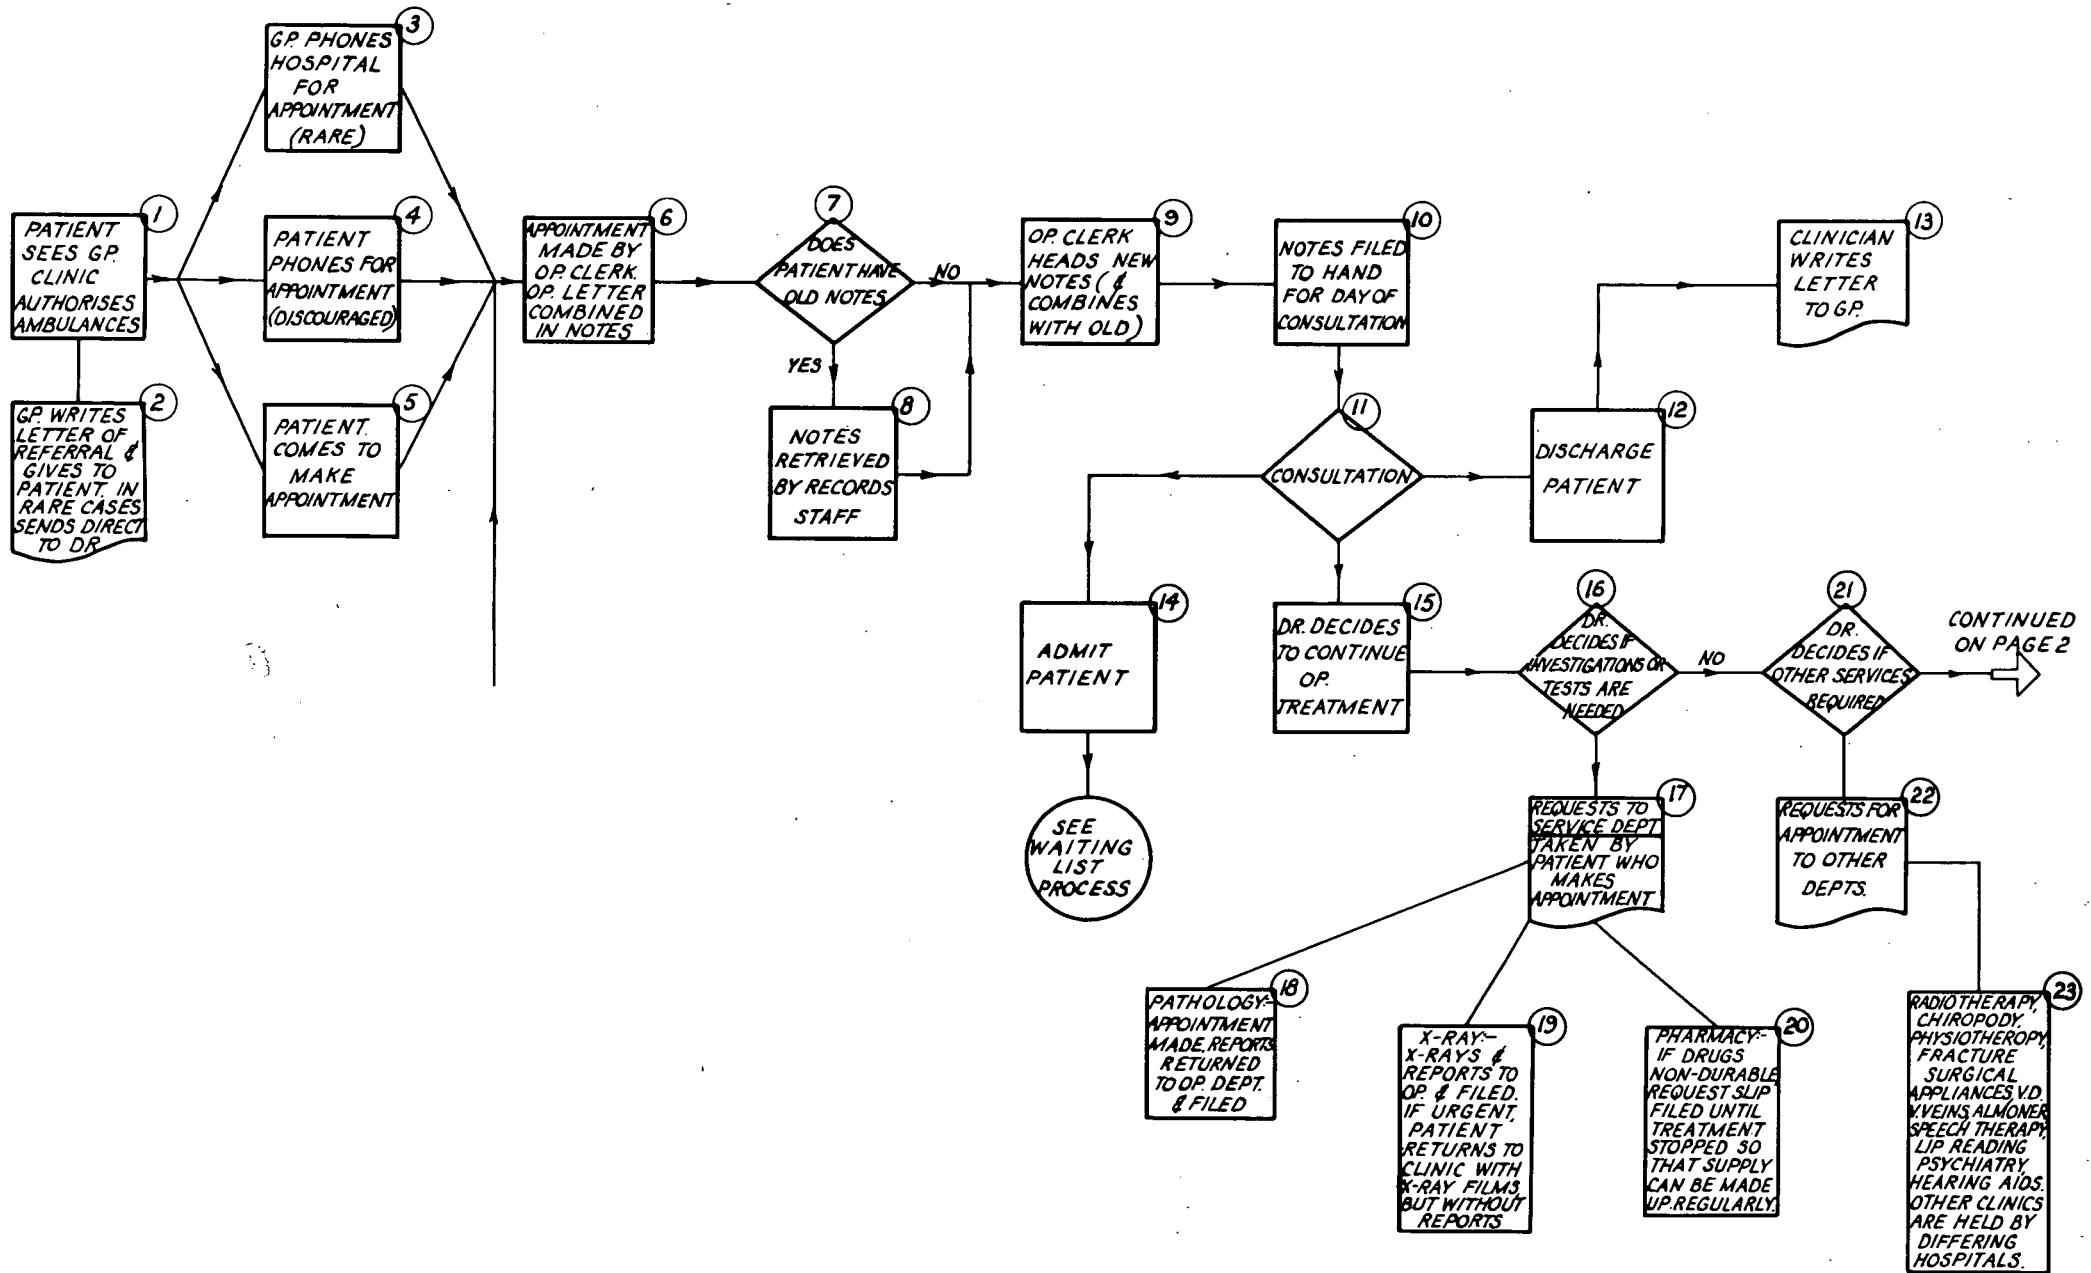 1
PATIENT
SEES G.P.
CLINIC
AUTHORISES
AMBULANCES
2
G.P. WRITES
LETTER OF
REFERRAL &
GIVES TO
PATIENT. IN
RARE CASES
SENDS DIRECT
TO DR.
3
G.P. PHONES
HOSPITAL
FOR
APPOINTMENT
(RARE)
4
PATIENT
PHONES FOR
APPOINTMENT
(DISCOURAGED)
5
PATIENT
COMES TO
MAKE
APPOINTMENT
6
APPOINTMENT
MADE BY
OP. CLERK.
OP. LETTER
COMBINED
IN NOTES
7
DOES
PATIENT HAVE
OLD NOTES
NO
YES
8
NOTES
RETRIEVED
BY RECORDS
STAFF
9
OP. CLERK
HEADS NEW
NOTES (&
COMBINES
WITH OLD)
10
NOTES FILED
TO HAND
FOR DAY OF
CONSULTATION
11
CONSULTATION
12
DISCHARGE
PATIENT
13
CLINICIAN
WRITES
LETTER
TO G.P.
14
ADMIT
PATIENT
SEE
WAITING
LIST
PROCESS
15
DR. DECIDES
TO CONTINUE
OP.
TREATMENT
16
DR.
DECIDES IF
INVESTIGATIONS OR
TESTS ARE
NEEDED
NO
21
DR.
DECIDES IF
OTHER SERVICES
REQUIRED
CONTINUED
ON PAGE 2
17
REQUESTS TO
SERVICE DEPT
TAKEN BY
PATIENT WHO
MAKES
APPOINTMENT
22
REQUESTS FOR
APPOINTMENT
TO OTHER
DEPTS.
18
PATHOLOGY:-
APPOINTMENT
MADE, REPORTS
RETURNED
TO OP. DEPT.
& FILED
19
X-RAY:-
X-RAYS &
REPORTS TO
OP. & FILED.
IF URGENT,
PATIENT
RETURNS TO
CLINIC WITH
X-RAY FILMS,
BUT WITHOUT
REPORTS
20
PHARMACY:-
IF DRUGS
NON-DURABLE,
REQUEST SLIP
FILED UNTIL
TREATMENT
STOPPED SO
THAT SUPPLY
CAN BE MADE
UP REGULARLY.
23
RADIOTHERAPY,
CHIROPODY,
PHYSIOTHEROPY,
FRACTURE
SURGICAL
APPLIANCES, V.D.
V.VEINS, ALMONER,
SPEECH THERAPY,
LIP READING
PSYCHIATRY,
HEARING AIDS.
OTHER CLINICS
ARE HELD BY
DIFFERING
HOSPITALS.